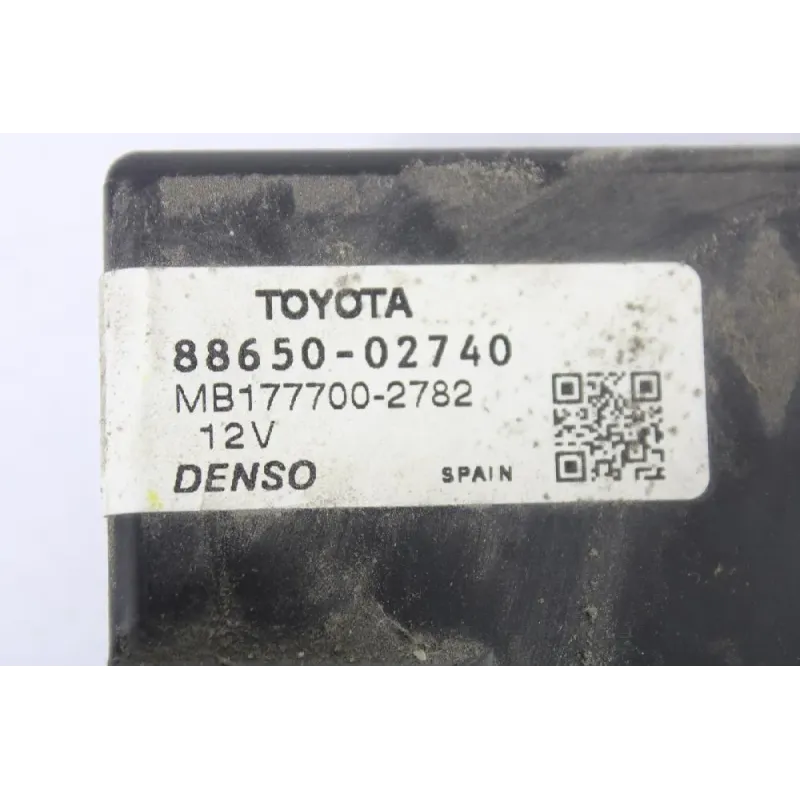 TOYOTA
88650-02740
MB177700-2782
12V
DENSO SPAIN